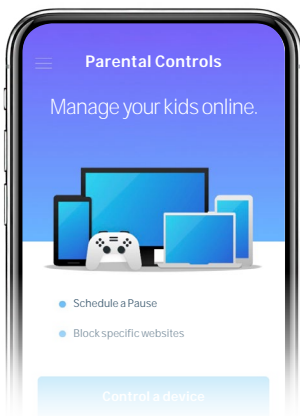 Parental Controls
Manage your kids online.
Schedule a Pause
Block specific websites
Control a device